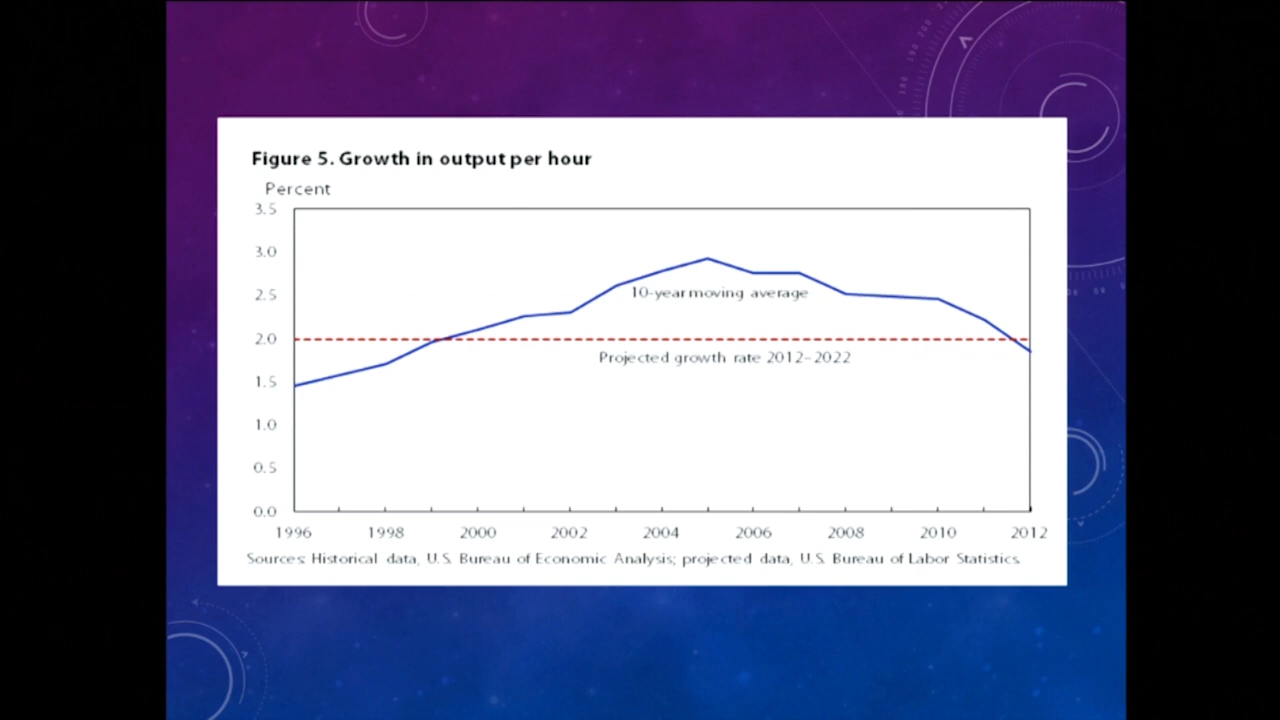 Figure 5. Growth in output per hour
Percent
3.5
3.0
2.5
2.0
1.5
1.0
0.5
0.0
10-year moving average
Projected growth rate 2012–2022
1996 1998 2000 2002 2004 2006 2008 2010 2012
Sources: Historical data, U.S. Bureau of Economic Analysis; projected data, U.S. Bureau of Labor Statistics.